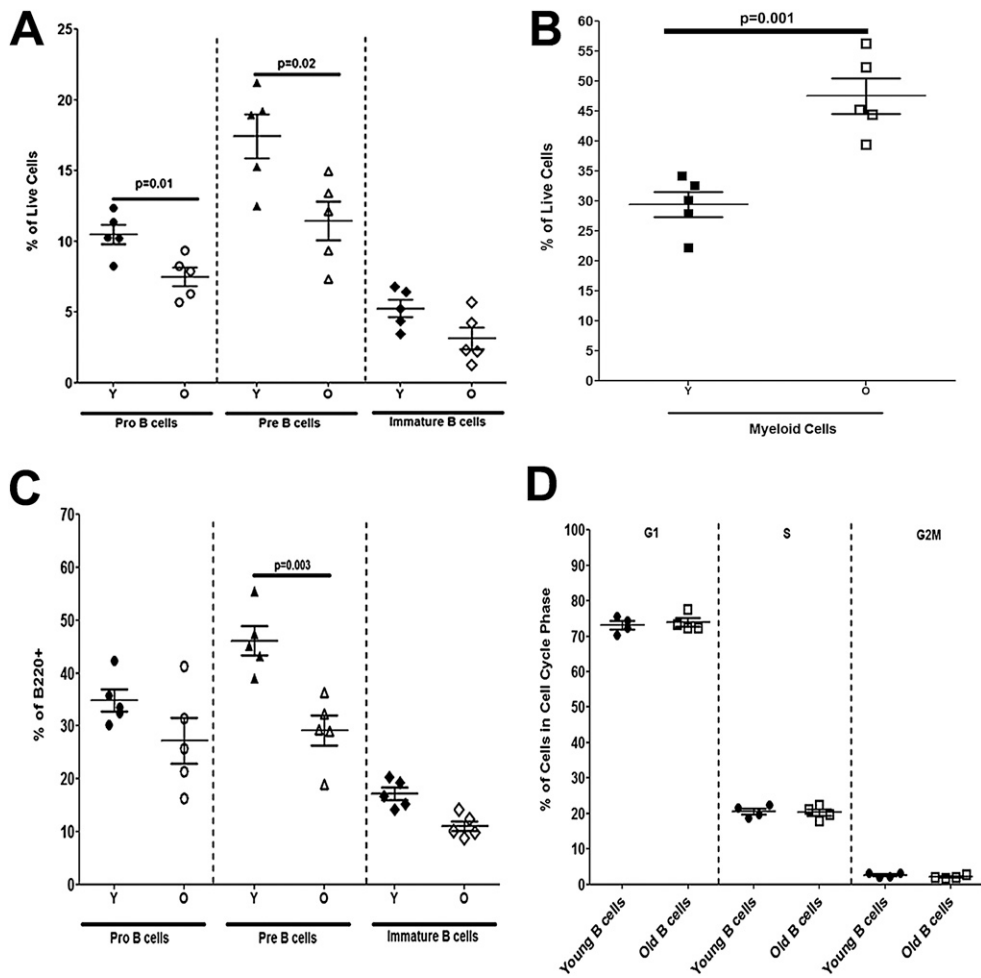 A
% of Live Cells
25
20
15
10
5
0
p=0.01
p=0.02
Y O Y O Y O
Pro B cells Pre B cells Immature B cells
B
% of Live Cells
60
55
50
45
40
35
30
25
20
15
10
5
0
p=0.001
Y O
Myeloid Cells
C
% of B220+
70
60
50
40
30
20
10
0
p=0.003
Y O Y O Y O
Pro B cells Pre B cells Immature B cells
D
% of Cells in Cell Cycle Phase
100
90
80
70
60
50
40
30
20
10
0
G1 S G2M
Young B cells Old B cells Young B cells Old B cells Young B cells Old B cells